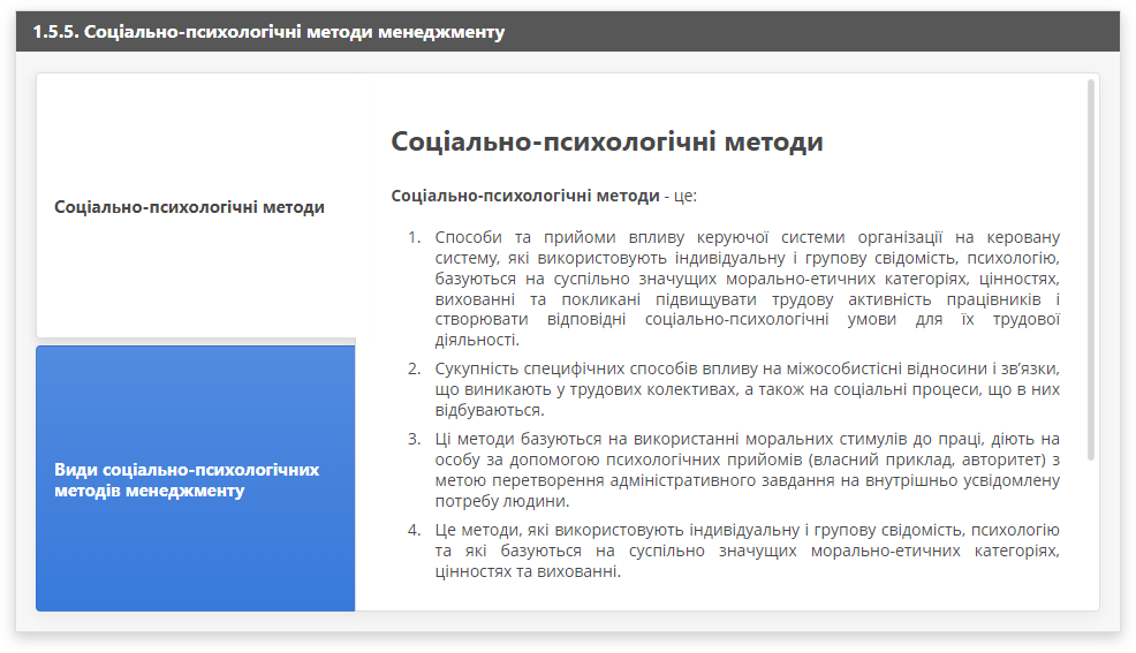 1.5.5. Соціально-психологічні методи менеджменту
Соціально-психологічні методи
Види соціально-психологічних
методів менеджменту
Соціально-психологічні методи
Соціально-психологічні методи - це:
1. Способи та прийоми впливу керуючої системи організації на керовану
систему, які використовують індивідуальну і групову свідомість, психологію,
базуються на суспільно значущих морально-етичних категоріях, цінностях,
вихованні та покликані підвищувати трудову активність працівників і
створювати відповідні соціально-психологічні умови для їх трудової
діяльності.
2. Сукупність специфічних способів впливу на міжособистісні відносини і зв’язки,
що виникають у трудових колективах, а також на соціальні процеси, що в них
відбуваються.
3. Ці методи базуються на використанні моральних стимулів до праці, діють на
особу за допомогою психологічних прийомів (власний приклад, авторитет) з
метою перетворення адміністративного завдання на внутрішньо усвідомлену
потребу людини.
4. Це методи, які використовують індивідуальну і групову свідомість, психологію
та які базуються на суспільно значущих морально-етичних категоріях,
цінностях та вихованні.